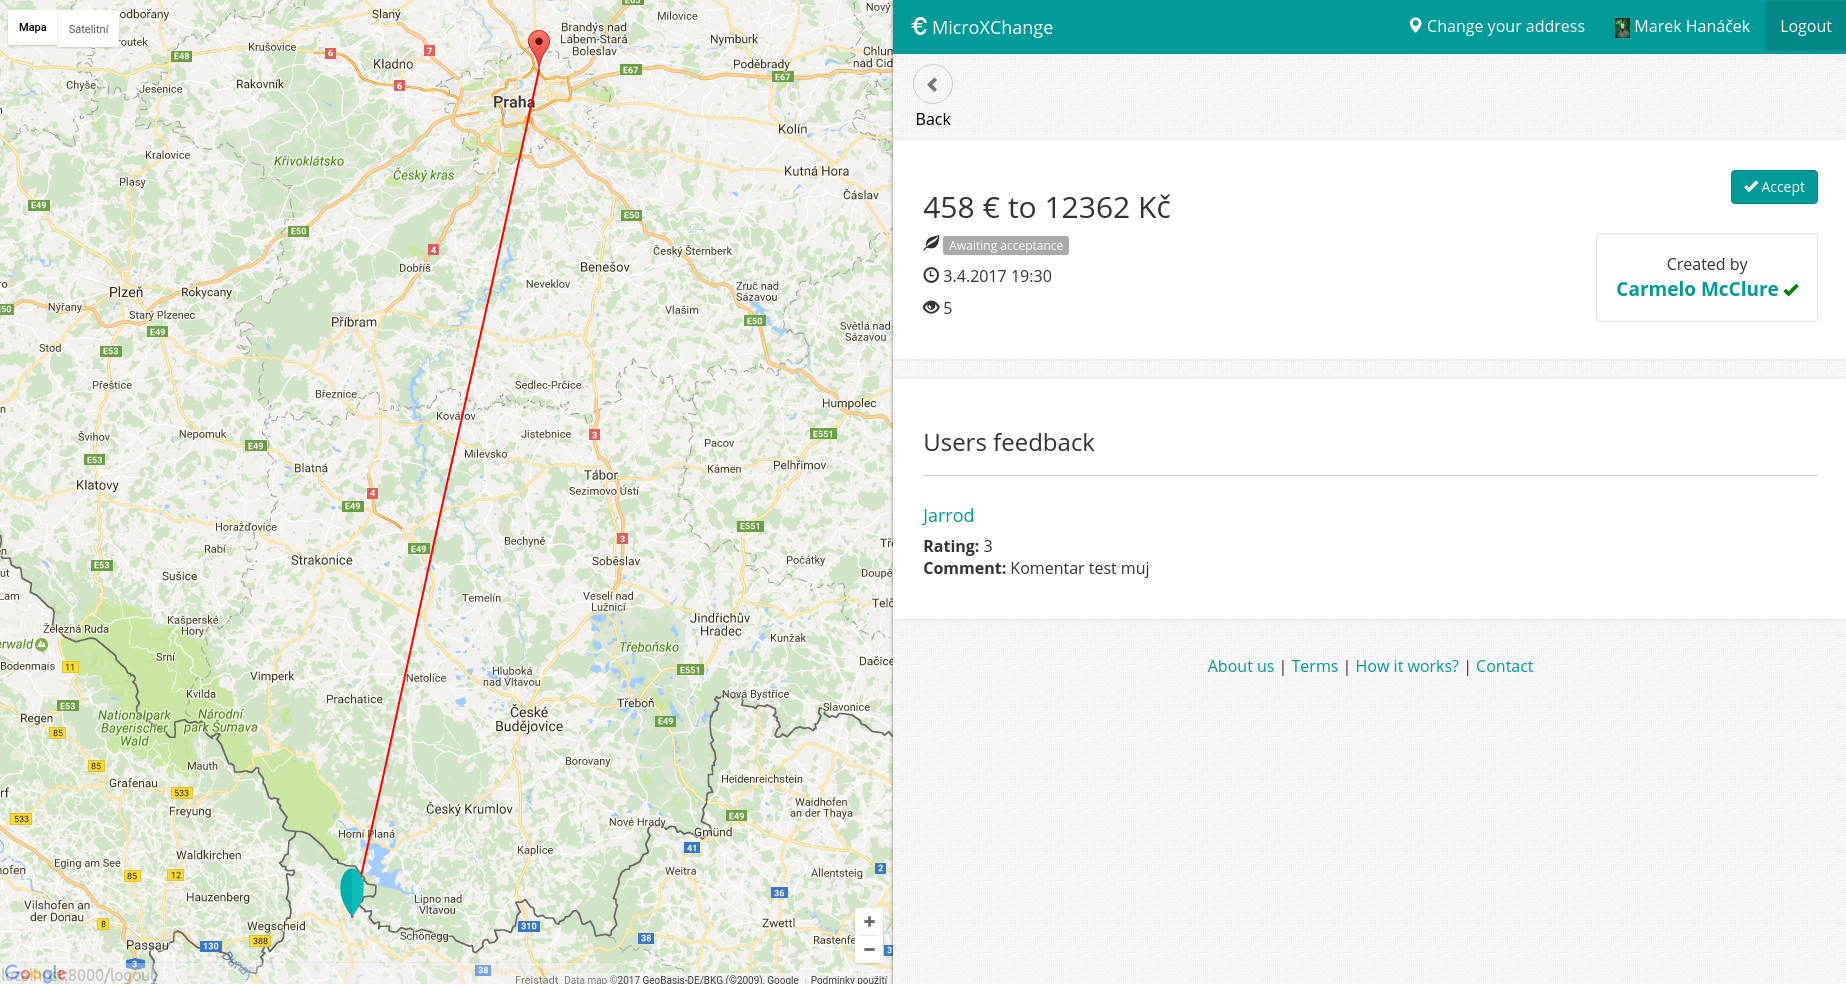 Mapa
Satelitní
Slaný
Milovice
Brandýs nad
Labem-Stará
Boleslav
Nymburk
Poděbrady
Krušovice
Kladno
Chyše
Jesenice
Rakovník
Praha
Kolín
Kralovice
Křivoklátsko
Český kras
Kutná Hora
Čáslav
Plasy
Český Šternberk
Dobříš
Benešov
Neveklov
Zruč nad
Sázavou
Vlašim
Světlá nad
Sázavou
Plzeň
Rokycany
Nýřany
Starý Plzenec
Příbram
Stod
Přeštice
Březnice
Sedlec-Prčice
Kovářov
Humpolec
Švihov
Nepomuk
Jistebnice
Pacov
Milevsko
Blatná
Kámen
Pelhřimov
Klatovy
Tábor
Sezimovo Ústí
Horažďovice
Rabí
Strakonice
Bechyně
Soběslav
Počátky
Sušice
Temelín
Veselí nad
Lužnicí
Kašperské
Hory
Železná Ruda
Jindřichův
Hradec
Kunžak
Třeboňsko
Bodenmais
Srní
Vimperk
Netolice
Hluboká
nad Vltavou
Dačice
Kvilda
Prachatice
Nová Bystřice
Třeboň
Slavonice
Regen
Nationalpark
Bayerischer
Wald
Národní
park Šumava
České
Budějovice
Mauth
Borovany
Grafenau
Heidenreichstein
Freyung
Český Krumlov
Waidhofen
an der Thaya
Horní Planá
Nové Hrady
Gmünd
Waldkirchen
Kaplice
Eging am See
Weitra
Allentsteig
Hauzenberg
Lipno nad
Vltavou
Vilshofen an
der Donau
Wegscheid
Zwettl
Passau
Schönegg
Freistadt
Google
:8000/logout
Data map ©2017 GeoBasis-DE/BKG (©2009), Google
Podmínky použití
€ MicroXChange
Change your address
Marek Hanáček
Logout
Back
Accept
458 € to 12362 Kč
Awaiting acceptance
3.4.2017 19:30
5
Created by
Carmelo McClure
Users feedback
Jarrod
Rating: 3
Comment: Komentar test muj
About us | Terms | How it works? | Contact